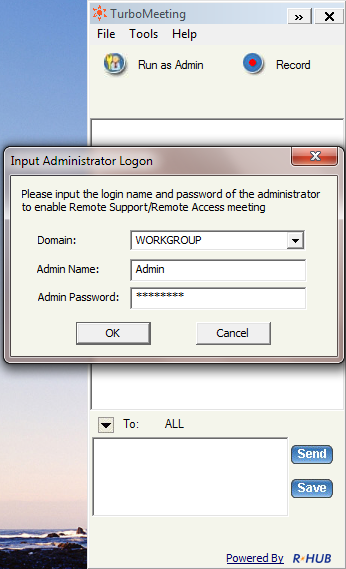 TurboMeeting
File Tools Help
Run as Admin Record
Input Administrator Logon
Please input the login name and password of the administrator
to enable Remote Support/Remote Access meeting
Domain: WORKGROUP
Admin Name: Admin
Admin Password: ********
OK Cancel
To: ALL
Send
Save
Powered By R HUB